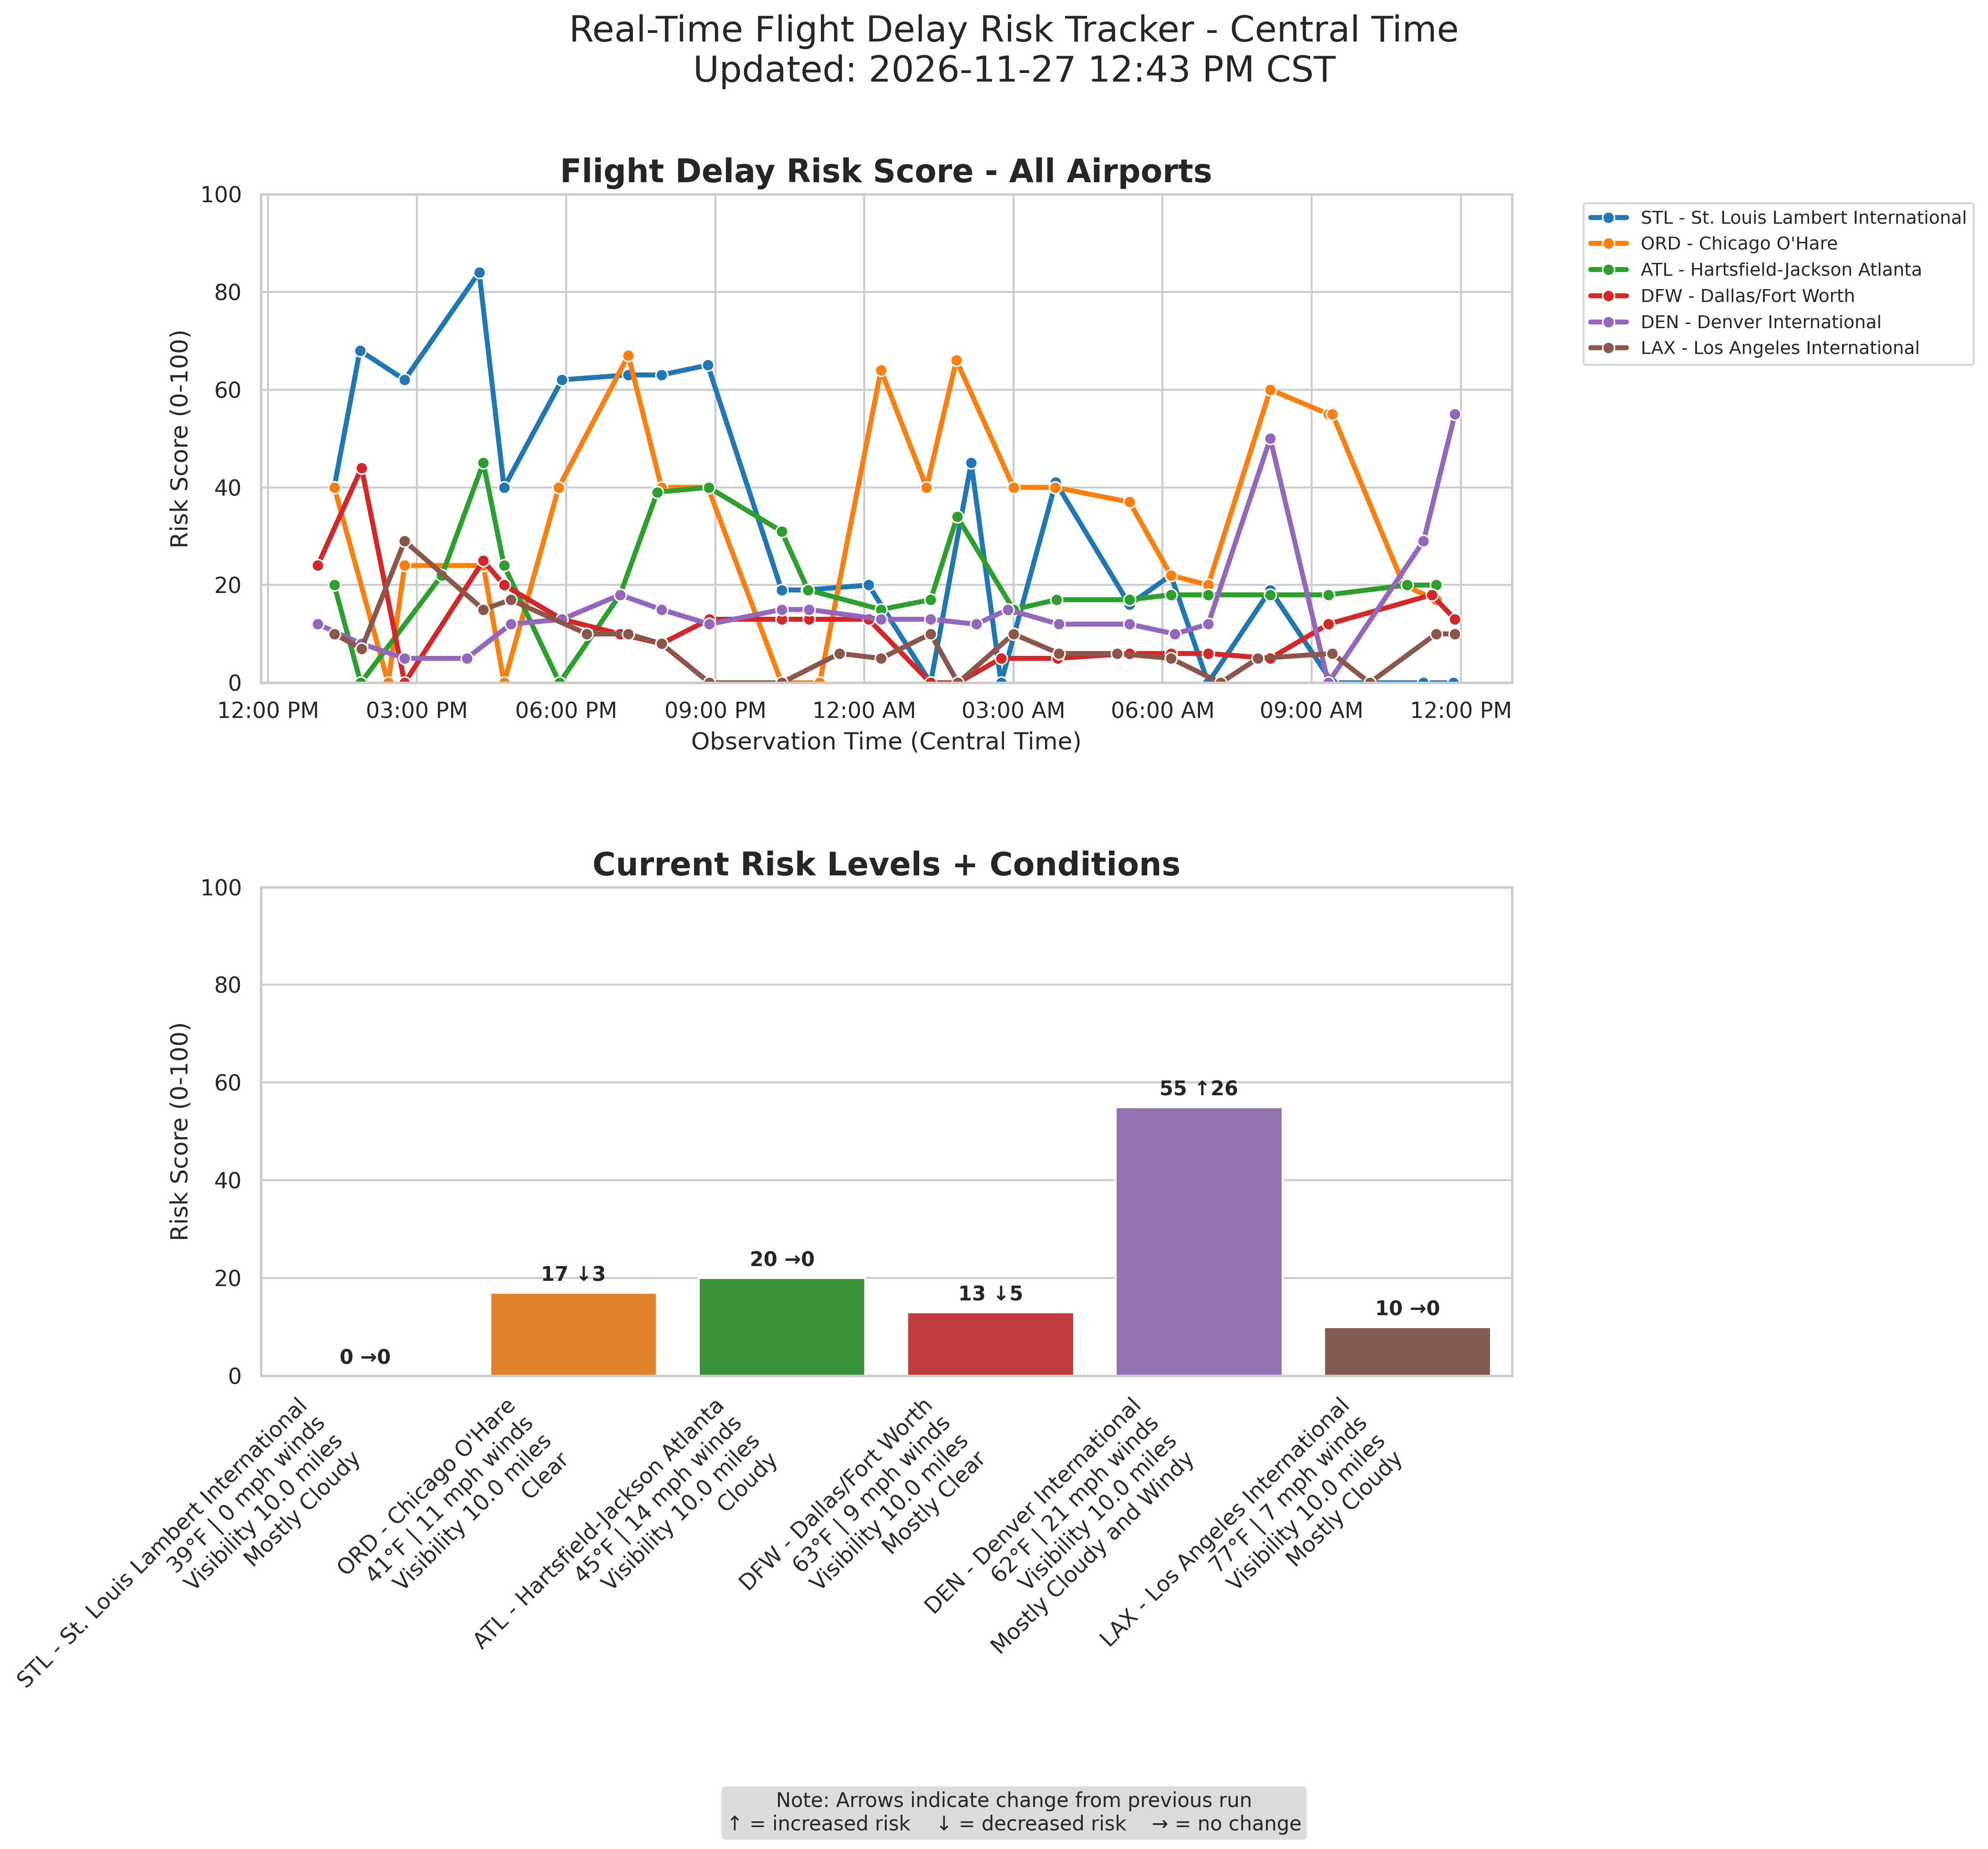 Real-Time Flight Delay Risk Tracker - Central Time
Updated: 2026-11-27 12:43 PM CST
Flight Delay Risk Score - All Airports
100
80
60
40
20
0
Risk Score (0-100)
12:00 PM
03:00 PM
06:00 PM
09:00 PM
12:00 AM
03:00 AM
06:00 AM
09:00 AM
12:00 PM
Observation Time (Central Time)
STL - St. Louis Lambert International
ORD - Chicago O'Hare
ATL - Hartsfield-Jackson Atlanta
DFW - Dallas/Fort Worth
DEN - Denver International
LAX - Los Angeles International
Current Risk Levels + Conditions
100
80
60
40
20
0
Risk Score (0-100)
0 →0
17 ↓3
20 →0
13 ↓5
55 ↑26
10 →0
STL - St. Louis Lambert International
39°F | 0 mph winds
Visibility 10.0 miles
Mostly Cloudy
ORD - Chicago O'Hare
41°F | 11 mph winds
Visibility 10.0 miles
Clear
ATL - Hartsfield-Jackson Atlanta
45°F | 14 mph winds
Visibility 10.0 miles
Cloudy
DFW - Dallas/Fort Worth
63°F | 9 mph winds
Visibility 10.0 miles
Mostly Clear
DEN - Denver International
62°F | 21 mph winds
Visibility 10.0 miles
Mostly Cloudy and Windy
LAX - Los Angeles International
77°F | 7 mph winds
Visibility 10.0 miles
Mostly Cloudy
Note: Arrows indicate change from previous run
↑ = increased risk    ↓ = decreased risk    → = no change